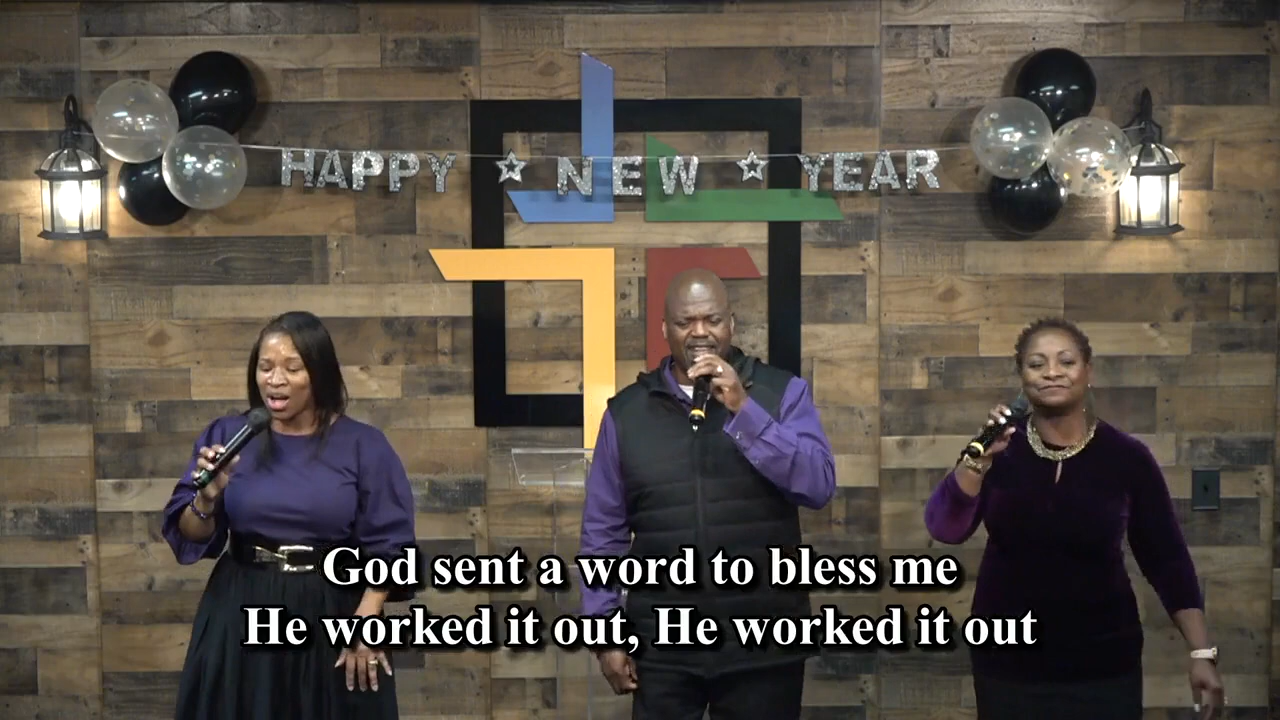 HAPPY NEW YEAR
God sent a word to bless me
He worked it out, He worked it out